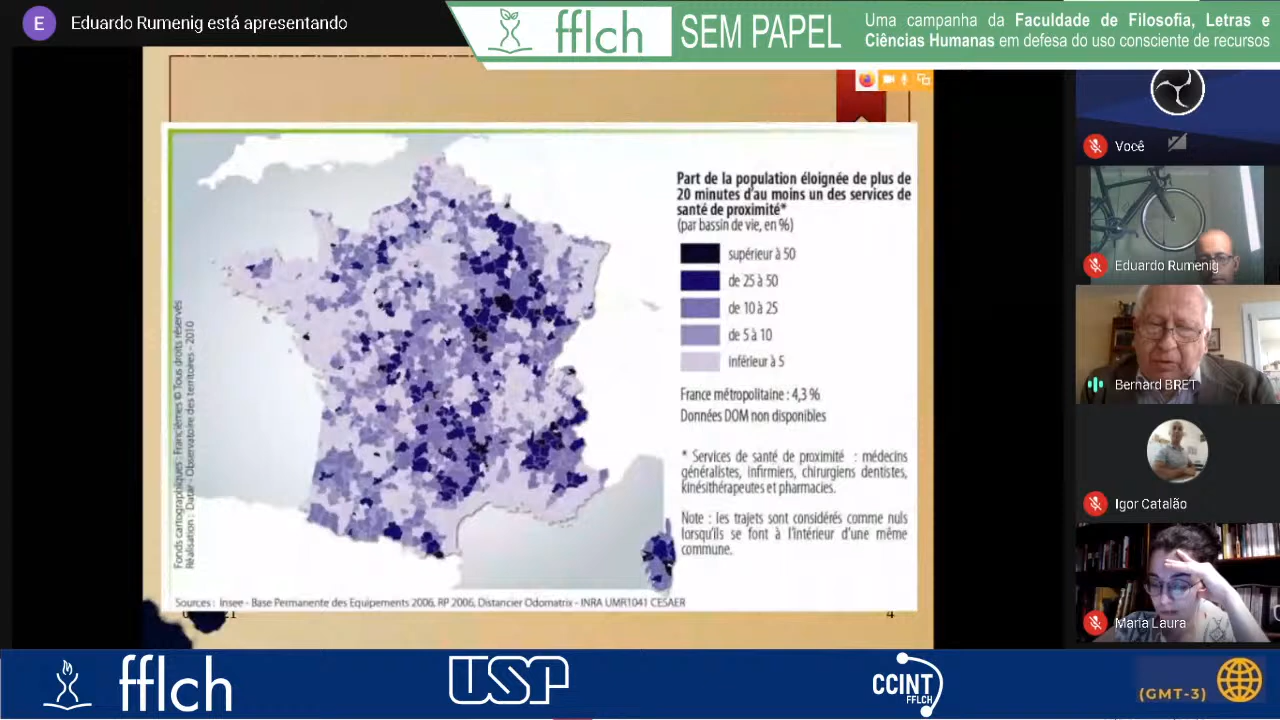 E
Eduardo Rumenig está apresentando
fflch
SEM PAPEL
Uma campanha da Faculdade de Filosofia, Letras e
Ciências Humanas em defesa do uso consciente de recursos
Part de la population éloignée de plus de
20 minutes d'au moins un des services de
santé de proximité*
(par bassin de vie, en %)
supérieur à 50
de 25 à 50
de 10 à 25
de 5 à 10
inférieur à 5
France métropolitaine : 4,3 %
Données DOM non disponibles
* Services de santé de proximité : médecins
généralistes, infirmiers, chirurgiens dentistes,
kinésithérapeutes et pharmacies.
Note : les trajets sont considérés comme nuls
lorsqu'ils se font à l'intérieur d'une même
commune.
Fonds cartographiques : Francièmes © Tous droits réservés
Réalisation : Datar - Observatoire des territoires - 2010
Sources : Insee - Base Permanente des Equipements 2006, RP 2006, Distancier Odomatrix - INRA UMR1041 CESAER
4
Você
Eduardo Rumenig
Bernard BRET
Igor Catalão
Maria Laura
fflch
USP
CCINT
FFLCH
(GMT-3)